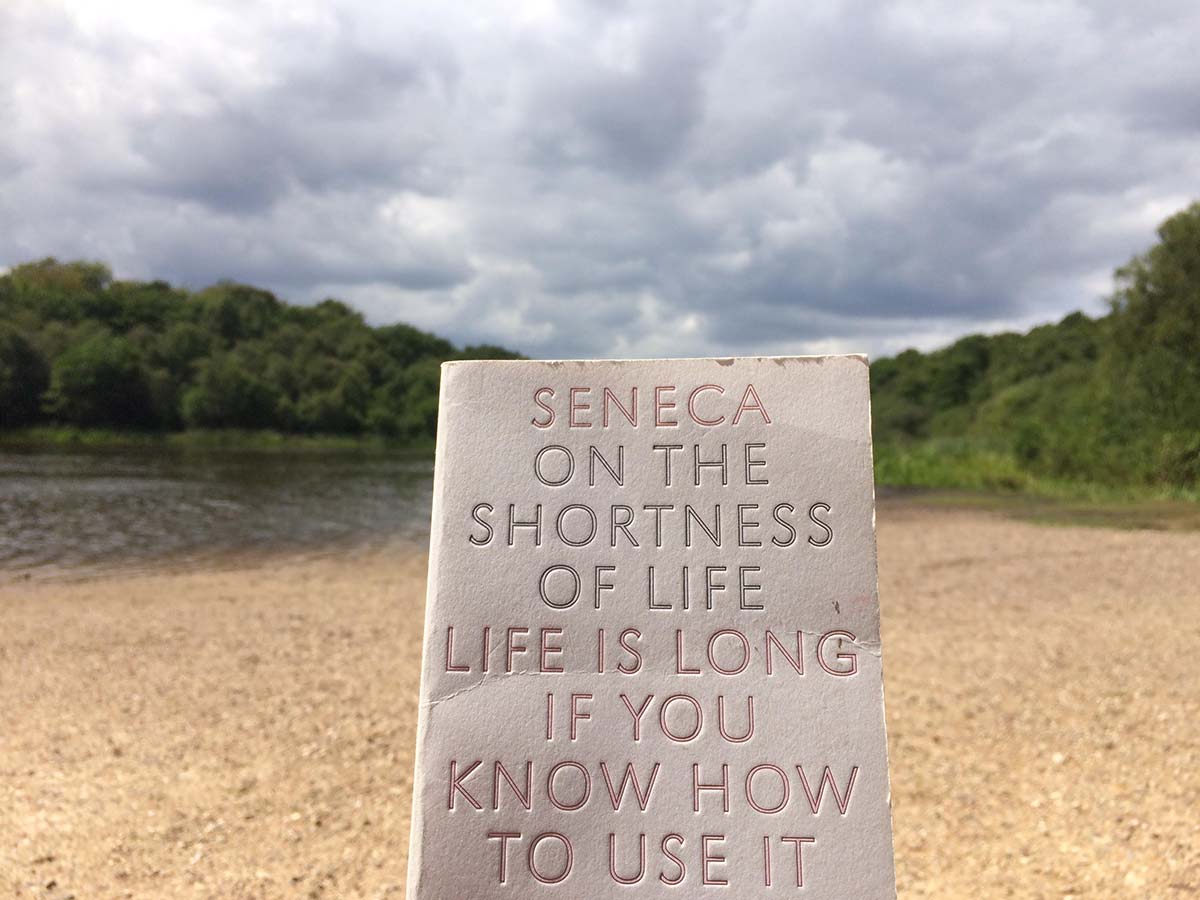 SENECA
ON THE
SHORTNESS
OF LIFE
LIFE IS LONG
IF YOU
KNOW HOW
TO USE IT